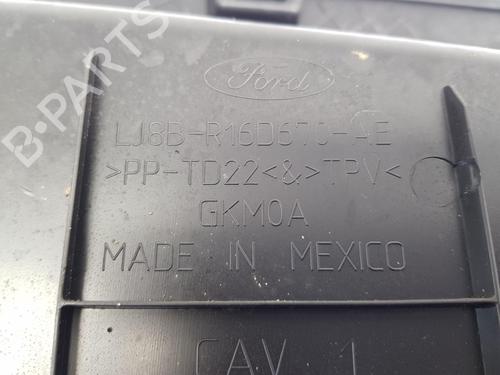 Ford
LJ8B-R16D670-AE
>PP-TD22<&>TPV<
GKM0A
MADE IN MEXICO
CAV 1
B-PARTS